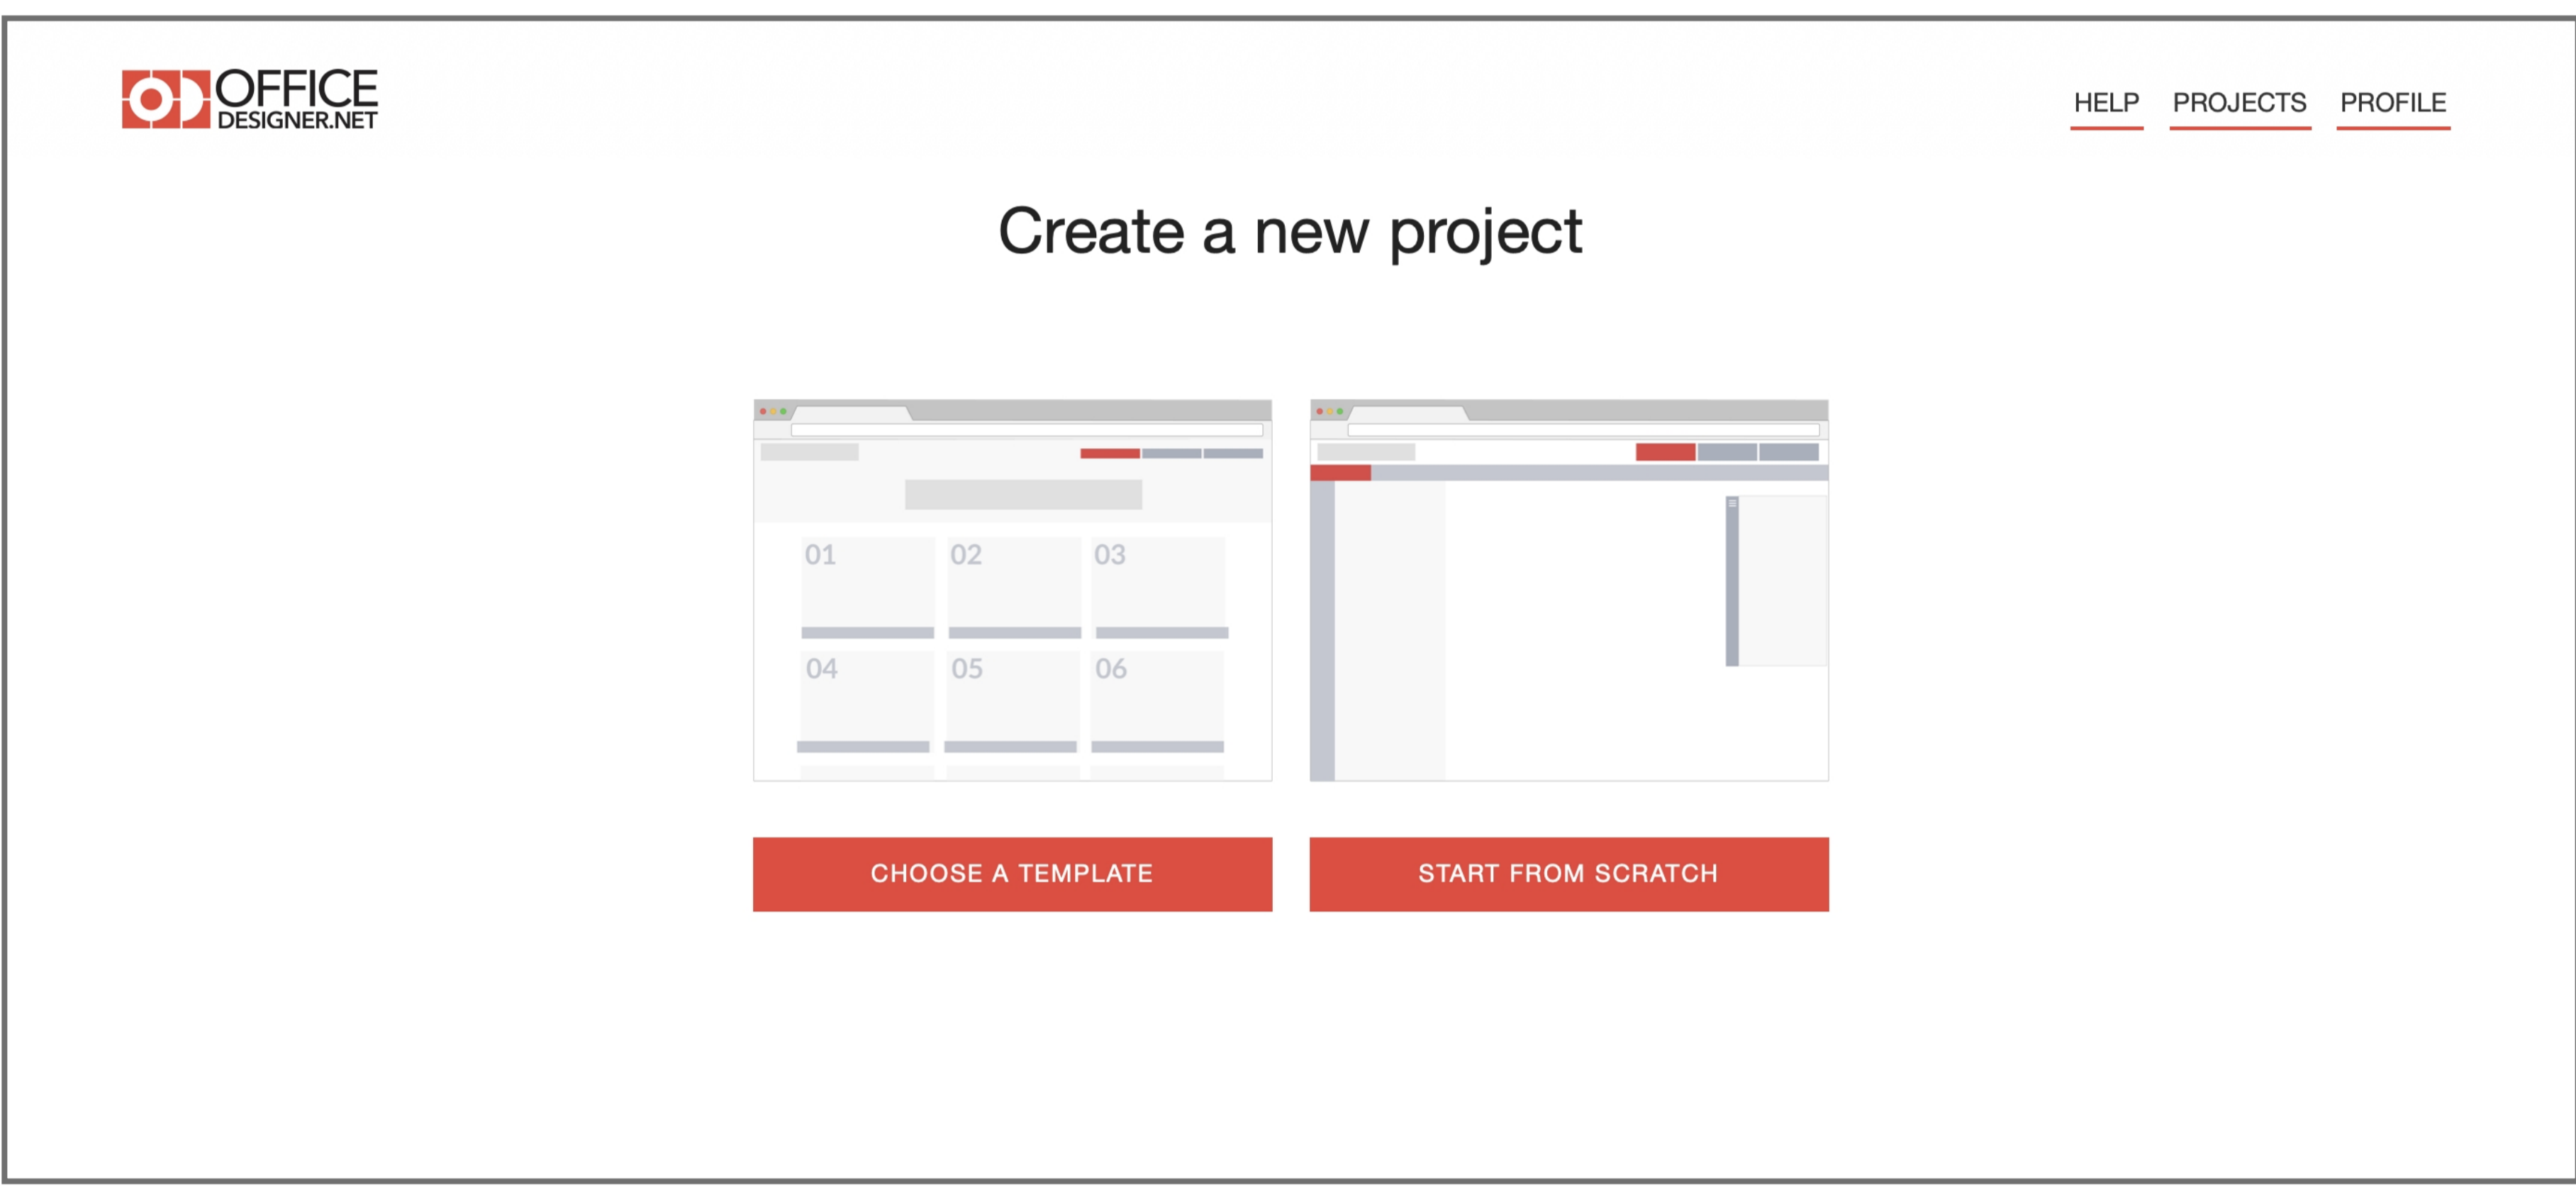 OFFICE
DESIGNER.NET
HELP PROJECTS PROFILE
Create a new project
01 02 03
04 05 06
CHOOSE A TEMPLATE
START FROM SCRATCH